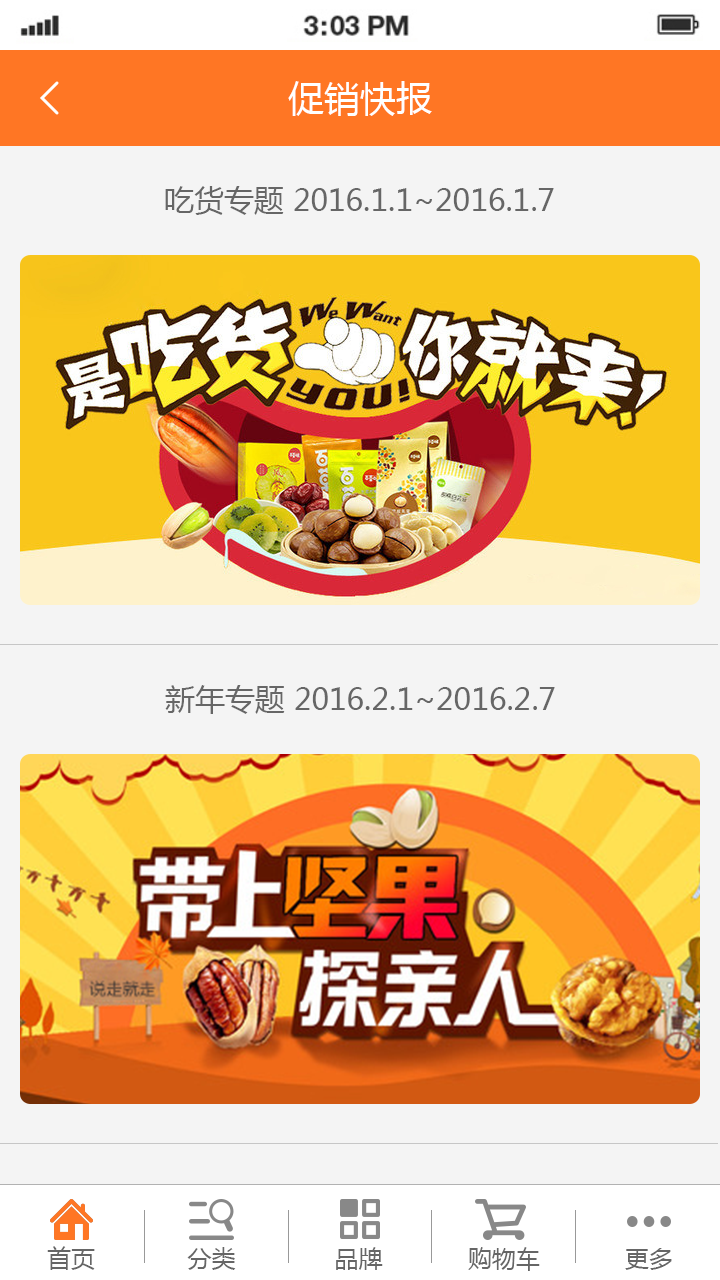 3:03 PM
促销快报
吃货专题 2016.1.1~2016.1.7
是吃货 We Want you! 你就来!
新年专题 2016.2.1~2016.2.7
带上坚果
探亲人
说走就走
首页 分类 品牌 购物车 更多